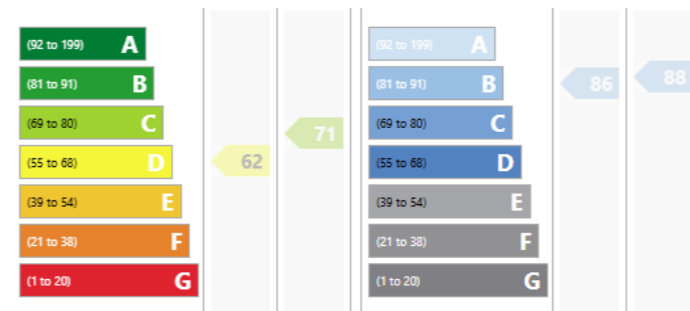 (92 to 199) A
(81 to 91) B
(69 to 80) C
(55 to 68) D
(39 to 54) E
(21 to 38) F
(1 to 20) G
62
71
(92 to 199) A
(81 to 91) B
(69 to 80) C
(55 to 68) D
(39 to 54) E
(21 to 38) F
(1 to 20) G
86
88